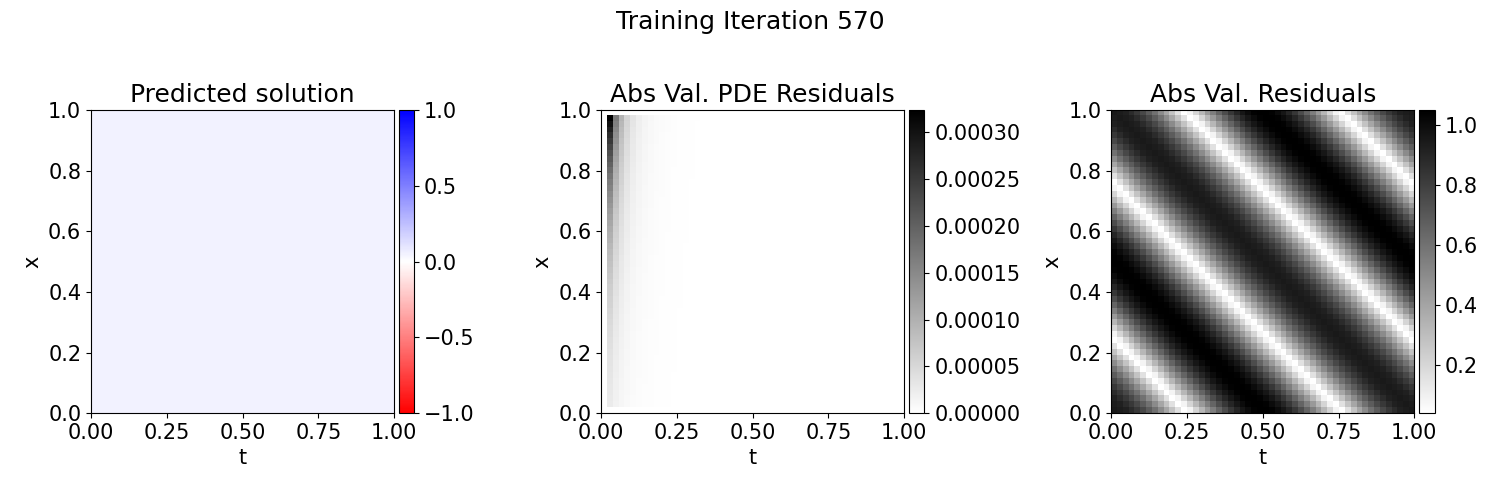 Training Iteration 570
Predicted solution
1.0
0.8
0.6
0.4
0.2
0.0
x
0.00 0.25 0.50 0.75 1.00
t
1.0
0.5
0.0
−0.5
−1.0
Abs Val. PDE Residuals
1.0
0.8
0.6
0.4
0.2
0.0
x
0.00 0.25 0.50 0.75 1.00
t
0.00030
0.00025
0.00020
0.00015
0.00010
0.00005
0.00000
Abs Val. Residuals
1.0
0.8
0.6
0.4
0.2
0.0
x
0.00 0.25 0.50 0.75 1.00
t
1.0
0.8
0.6
0.4
0.2